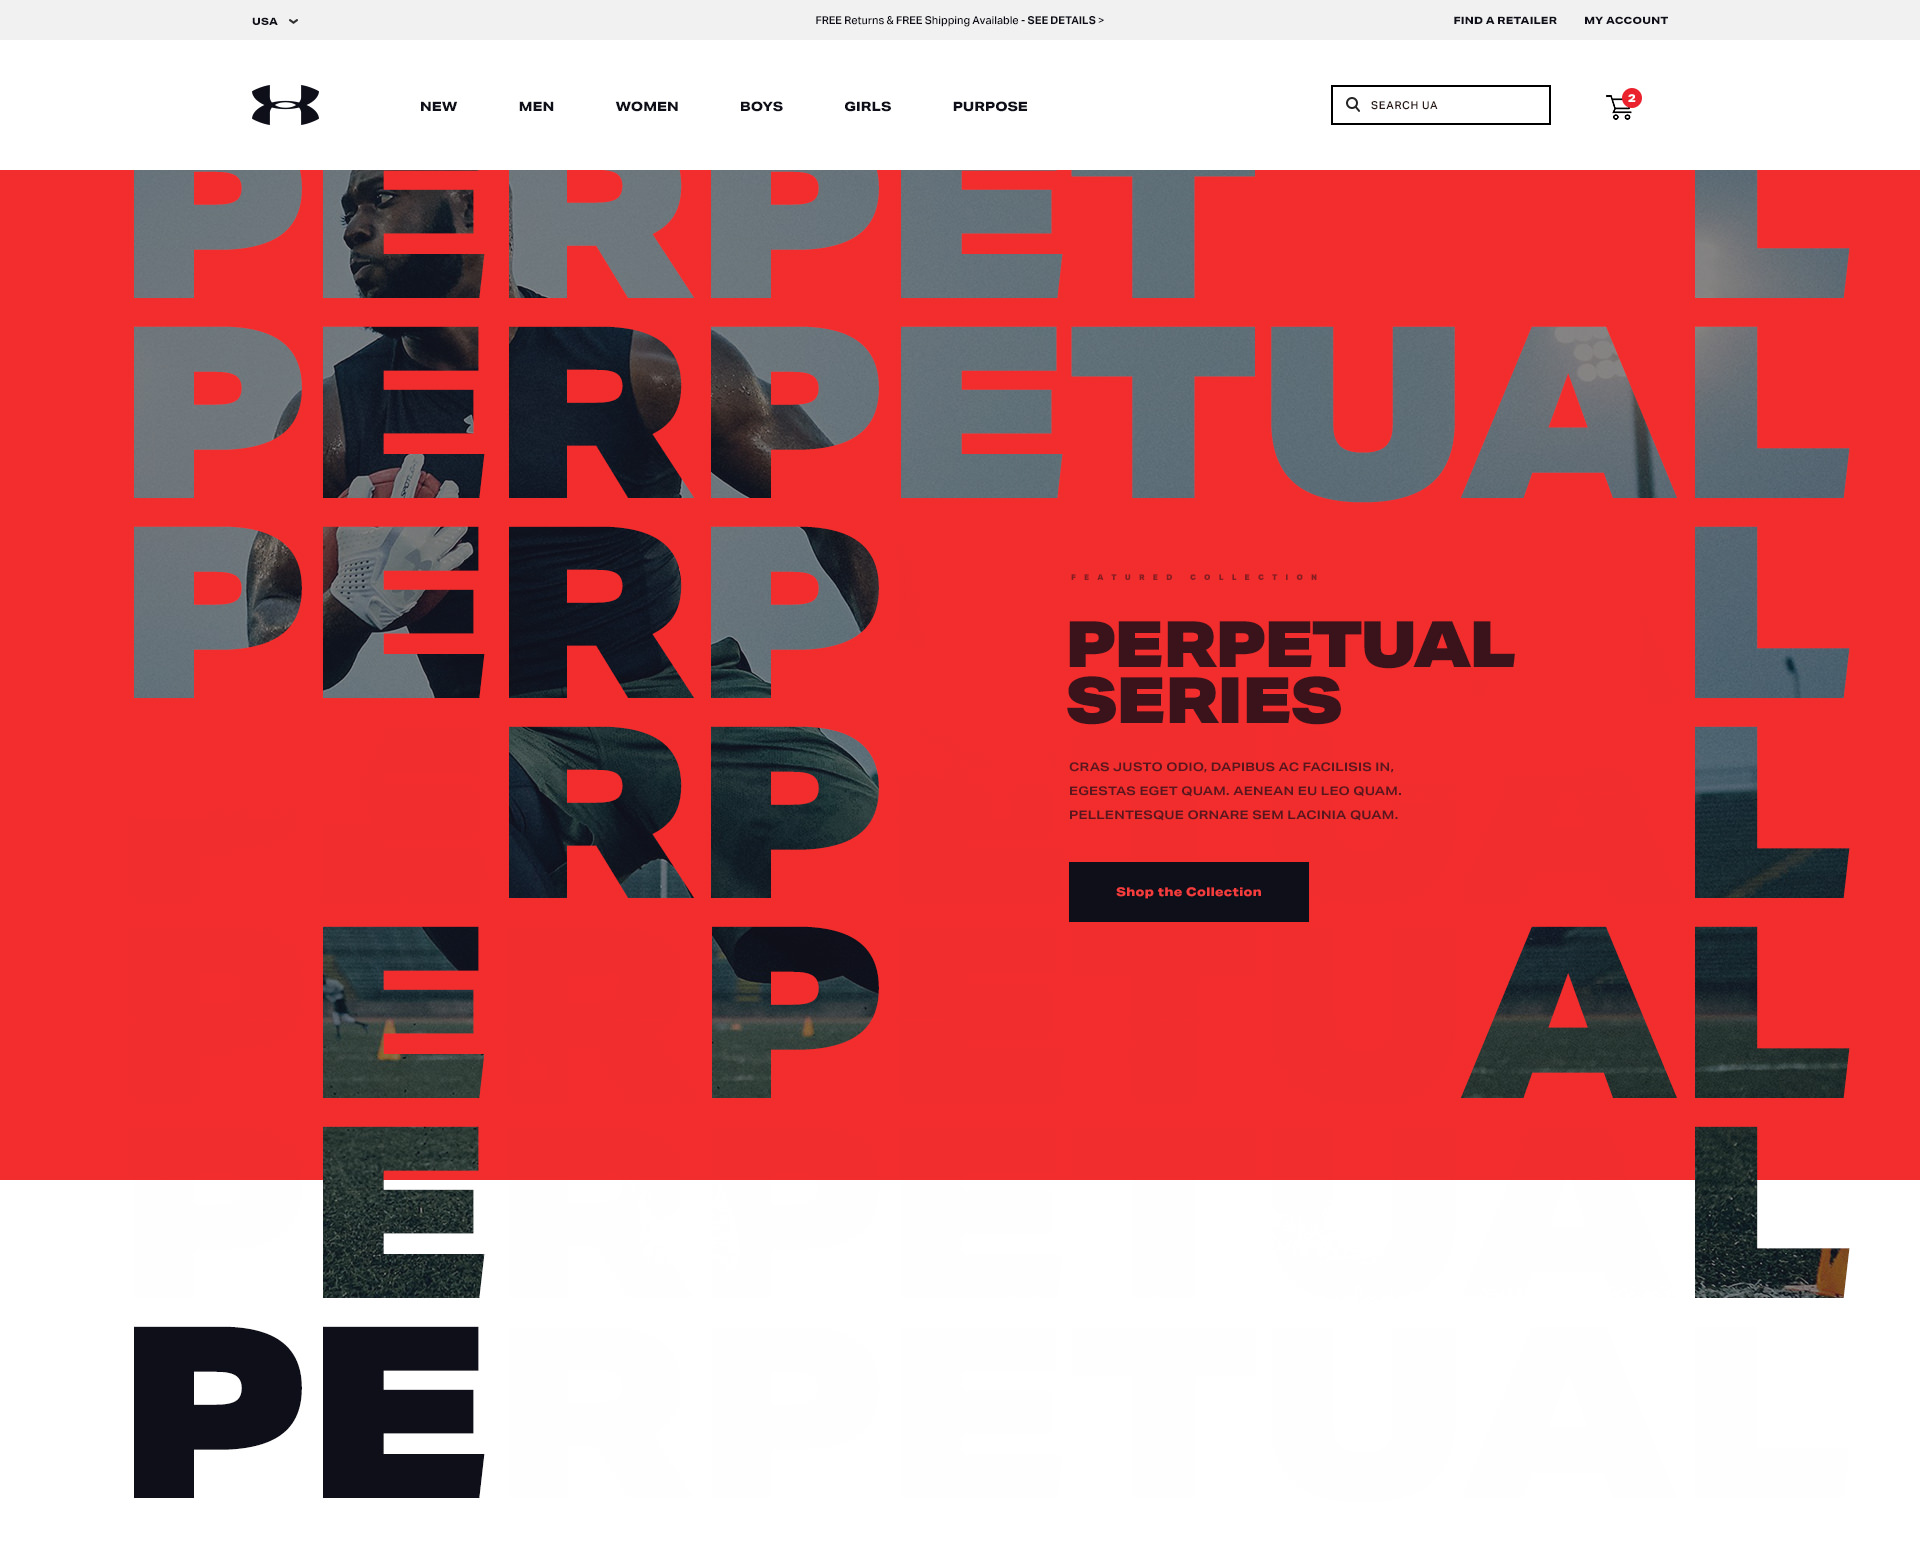 USA
FREE Returns & FREE Shipping Available - SEE DETAILS >
FIND A RETAILER
MY ACCOUNT
NEW
MEN
WOMEN
BOYS
GIRLS
PURPOSE
SEARCH UA
2
PERPET L
PERPETUAL
PERP L
RP L
E P AL
E L
PE
FEATURED COLLECTION
PERPETUAL
SERIES
CRAS JUSTO ODIO, DAPIBUS AC FACILISIS IN,
EGESTAS EGET QUAM. AENEAN EU LEO QUAM.
PELLENTESQUE ORNARE SEM LACINIA QUAM.
Shop the Collection